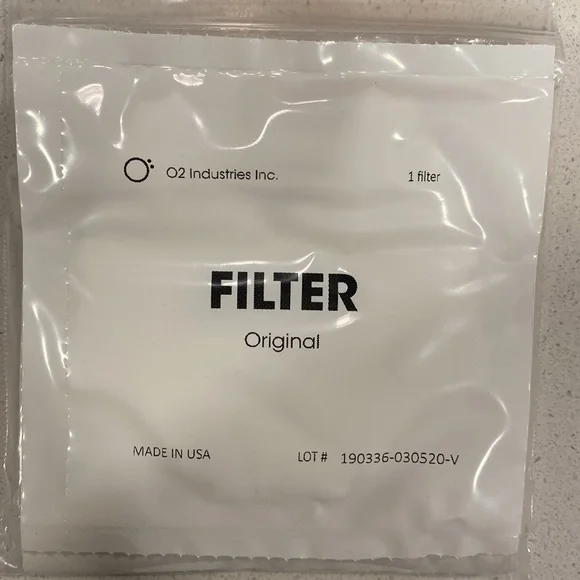 O2 Industries Inc.
1 filter
FILTER
Original
MADE IN USA
LOT # 190336-030520-V